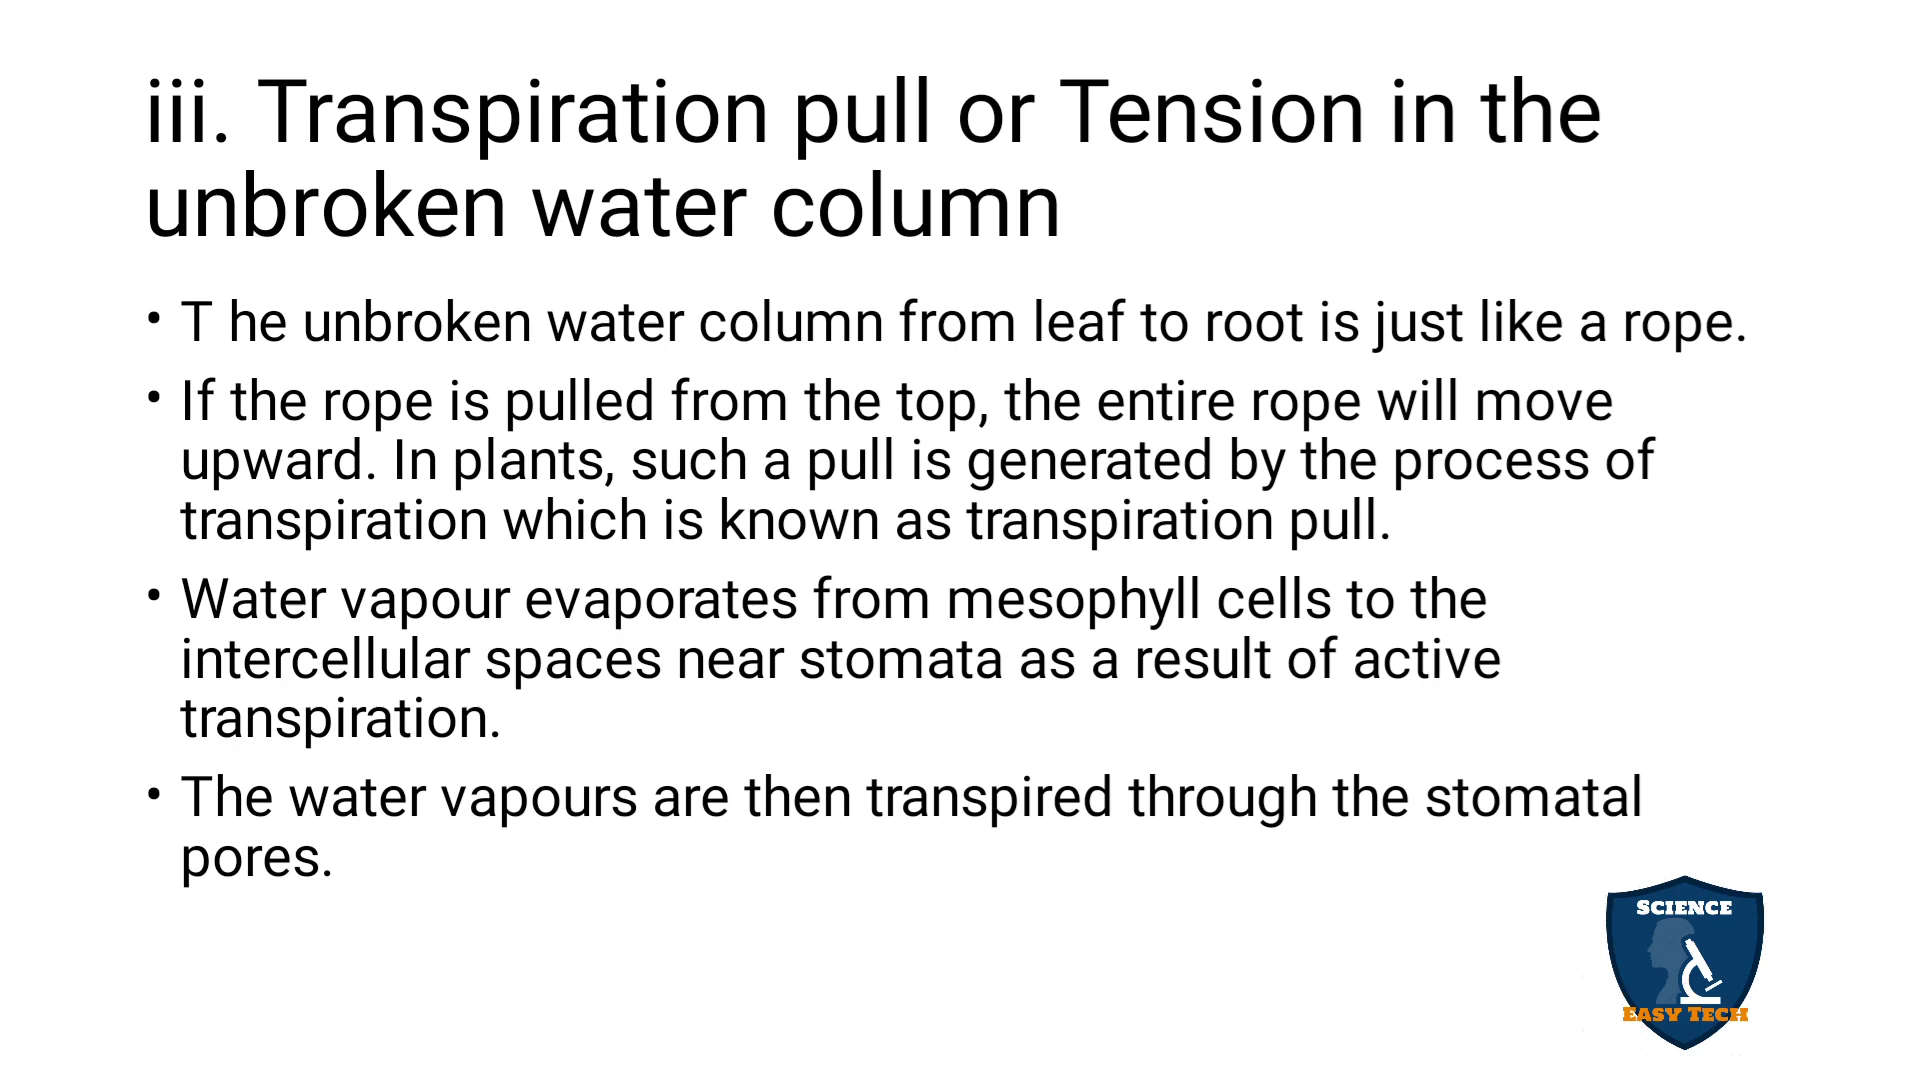 iii. Transpiration pull or Tension in the
unbroken water column
• T he unbroken water column from leaf to root is just like a rope.
• If the rope is pulled from the top, the entire rope will move
upward. In plants, such a pull is generated by the process of
transpiration which is known as transpiration pull.
• Water vapour evaporates from mesophyll cells to the
intercellular spaces near stomata as a result of active
transpiration.
• The water vapours are then transpired through the stomatal
pores.
SCIENCE
EASY TECH